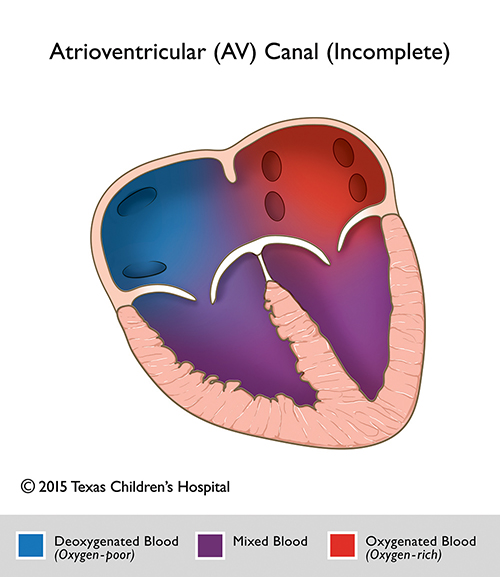 Atrioventricular (AV) Canal (Incomplete)
© 2015 Texas Children's Hospital
Deoxygenated Blood
(Oxygen-poor)
Mixed Blood
Oxygenated Blood
(Oxygen-rich)